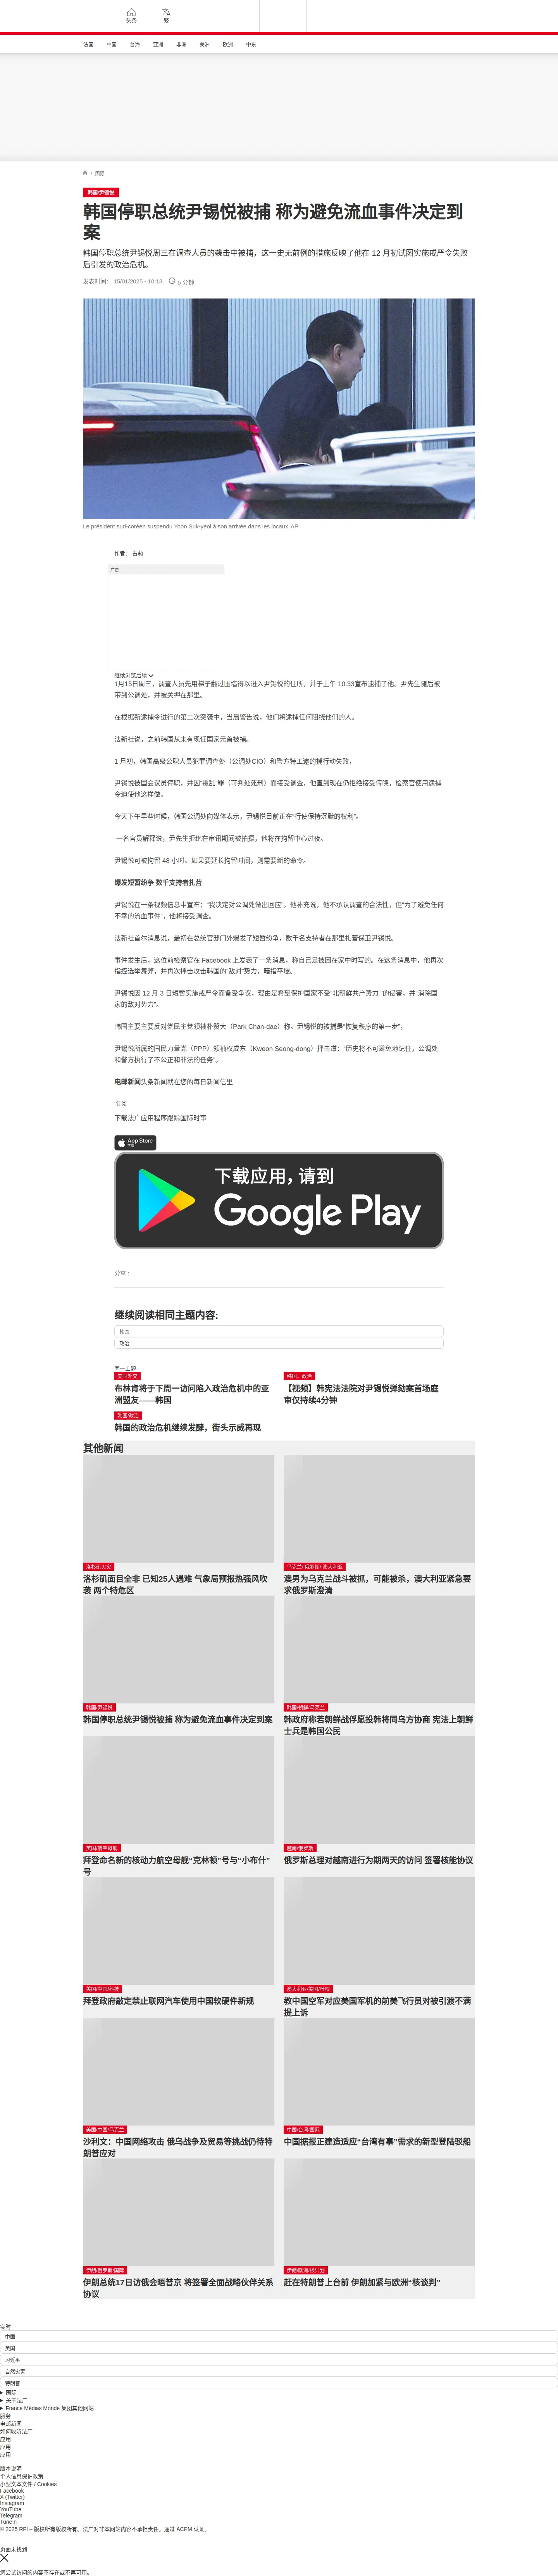 头条
繁
法国
中国
台海
亚洲
非洲
美洲
欧洲
中东
/ 国际
韩国/尹锡悦
韩国停职总统尹锡悦被捕 称为避免流血事件决定到
案
韩国停职总统尹锡悦周三在调查人员的袭击中被捕，这一史无前例的措施反映了他在 12 月初试图实施戒严令失败
后引发的政治危机。
发表时间： 15/01/2025 - 10:13 5 分钟
Le président sud-coréen suspendu Yoon Suk-yeol à son arrivée dans les locaux AP
作者： 古莉
广告
继续浏览后续
1月15日周三，调查人员先用梯子翻过围墙得以进入尹锡悦的住所，并于上午 10:33宣布逮捕了他。尹先生随后被
带到公调处，并被关押在那里。
在根据新逮捕令进行的第二次突袭中，当局警告说，他们将逮捕任何阻挠他们的人。
法新社说，之前韩国从未有现任国家元首被捕。
1 月初，韩国高级公职人员犯罪调查处（公调处CIO）和警方特工逮的捕行动失败，
尹锡悦被国会议员停职，并因“叛乱”罪（可判处死刑）而接受调查，他直到现在仍拒绝接受传唤，检察官使用逮捕
令迫使他这样做。
今天下午早些时候，韩国公调处向媒体表示，尹锡悦目前正在“行使保持沉默的权利”。
一名官员解释说，尹先生拒绝在审讯期间被拍摄，他将在拘留中心过夜。
尹锡悦可被拘留 48 小时。如果要延长拘留时间，则需要新的命令。
爆发短暂纷争 数千支持者扎营
尹锡悦在一条视频信息中宣布：“我决定对公调处做出回应”。他补充说，他不承认调查的合法性，但“为了避免任何
不幸的流血事件”，他将接受调查。
法新社首尔消息说，最初在总统官邸门外爆发了短暂纷争，数千名支持者在那里扎营保卫尹锡悦。
事件发生后，这位前检察官在 Facebook 上发表了一条消息，称自己是被困在家中时写的。在这条消息中，他再次
指控选举舞弊，并再次抨击攻击韩国的“敌对”势力，暗指平壤。
尹锡悦因 12 月 3 日短暂实施戒严令而备受争议，理由是希望保护国家不受“北朝鲜共产势力 ”的侵害，并“消除国
家的敌对势力”。
韩国主要主要反对党民主党领袖朴赞大（Park Chan-dae）称。尹锡悦的被捕是“恢复秩序的第一步”，
尹锡悦所属的国民力量党（PPP）领袖权或东（Kweon Seong-dong）抨击道：“历史将不可避免地记住，公调处
和警方执行了不公正和非法的任务”。
电邮新闻头条新闻就在您的每日新闻信里
订阅
下载法广应用程序跟踪国际时事
App Store
下载
下载应用，请到
Google Play
分享 :
继续阅读相同主题内容:
韩国
政治
同一主题
美国外交
布林肯将于下周一访问陷入政治危机中的亚
洲盟友——韩国
韩国，政治
【视频】韩宪法法院对尹锡悦弹劾案首场庭
审仅持续4分钟
韩国/政治
韩国的政治危机继续发酵，街头示威再现
其他新闻
洛杉矶火灾
洛杉矶面目全非 已知25人遇难 气象局预报热强风吹
袭 两个特危区
乌克兰/ 俄罗斯/ 澳大利亚
澳男为乌克兰战斗被抓，可能被杀，澳大利亚紧急要
求俄罗斯澄清
韩国/尹锡悦
韩国停职总统尹锡悦被捕 称为避免流血事件决定到案
韩国/朝鲜/乌克兰
韩政府称若朝鲜战俘愿投韩将同乌方协商 宪法上朝鲜
士兵是韩国公民
美国/航空母舰
拜登命名新的核动力航空母舰“克林顿”号与“小布什”
号
越南/俄罗斯
俄罗斯总理对越南进行为期两天的访问 签署核能协议
美国/中国/科技
拜登政府敲定禁止联网汽车使用中国软硬件新规
澳大利亚/美国/社根
教中国空军对应美国军机的前美飞行员对被引渡不满
提上诉
美国/中国/乌克兰
沙利文：中国网络攻击 俄乌战争及贸易等挑战仍待特
朗普应对
中国/台湾/国际
中国据报正建造适应“台湾有事”需求的新型登陆驳船
伊朗/俄罗斯/国际
伊朗总统17日访俄会晤普京 将签署全面战略伙伴关系
协议
伊朗/欧洲/核计划
赶在特朗普上台前 伊朗加紧与欧洲“核谈判”
实时
中国
美国
习近平
自然灾害
特朗普
国际
关于法广
France Médias Monde 集团其他网站
服务
电邮新闻
如何收听法广
应用
应用
应用
版本说明
个人信息保护政策
小型文本文件 / Cookies
Facebook
X (Twitter)
Instagram
YouTube
Telegram
TuneIn
© 2025 RFI – 版权所有版权所有。法广对非本网站内容不承担责任。通过 ACPM 认证。
页面未找到
您尝试访问的内容不存在或不再可用。